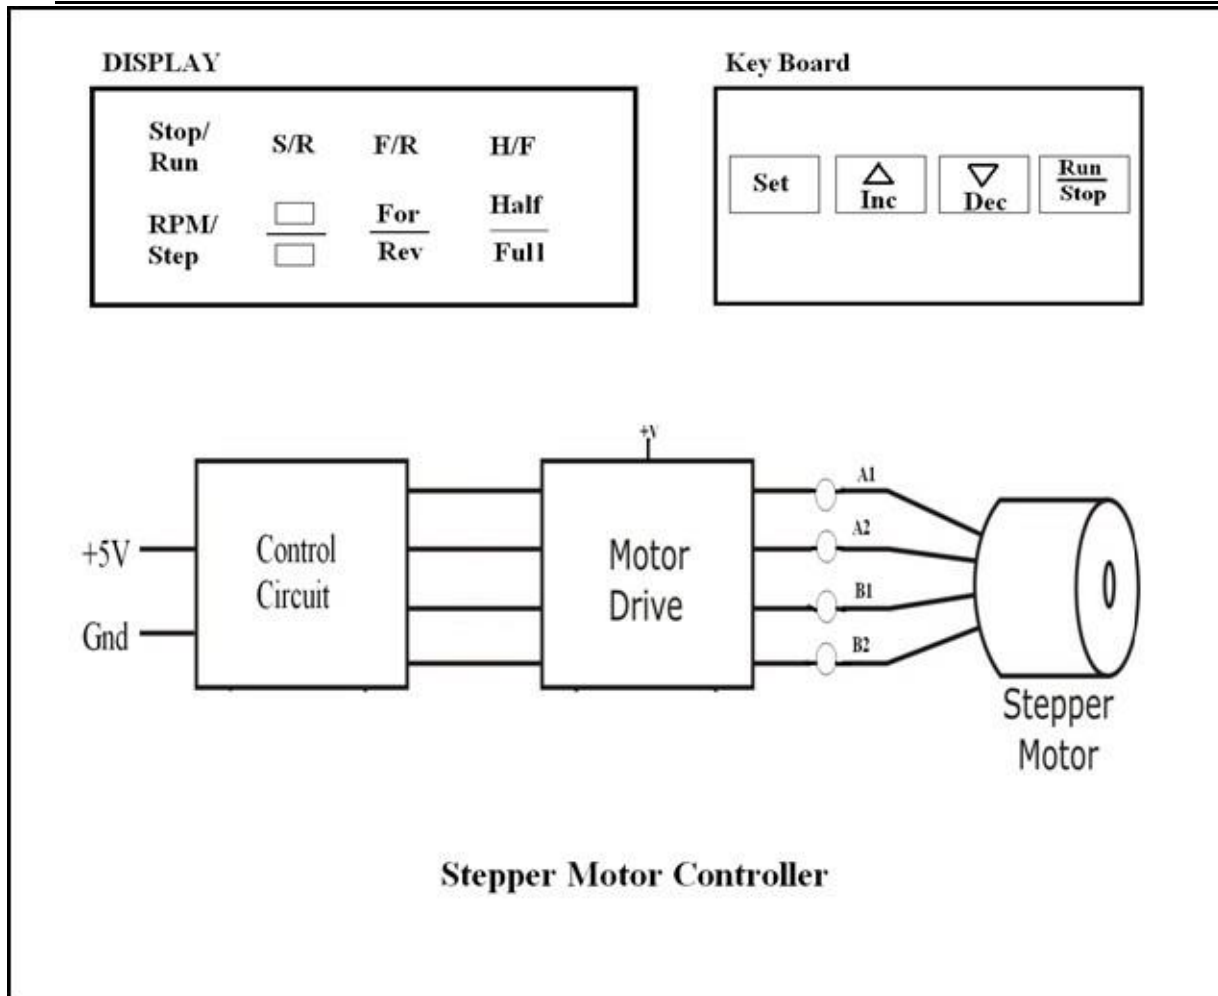 DISPLAY
Stop/
Run
S/R
F/R
H/F
RPM/
Step
For
Rev
Half
Full
Key Board
Set
Inc
Dec
Run
Stop
+V
+5V
Gnd
Control
Circuit
Motor
Drive
A1
A2
B1
B2
Stepper
Motor
Stepper Motor Controller